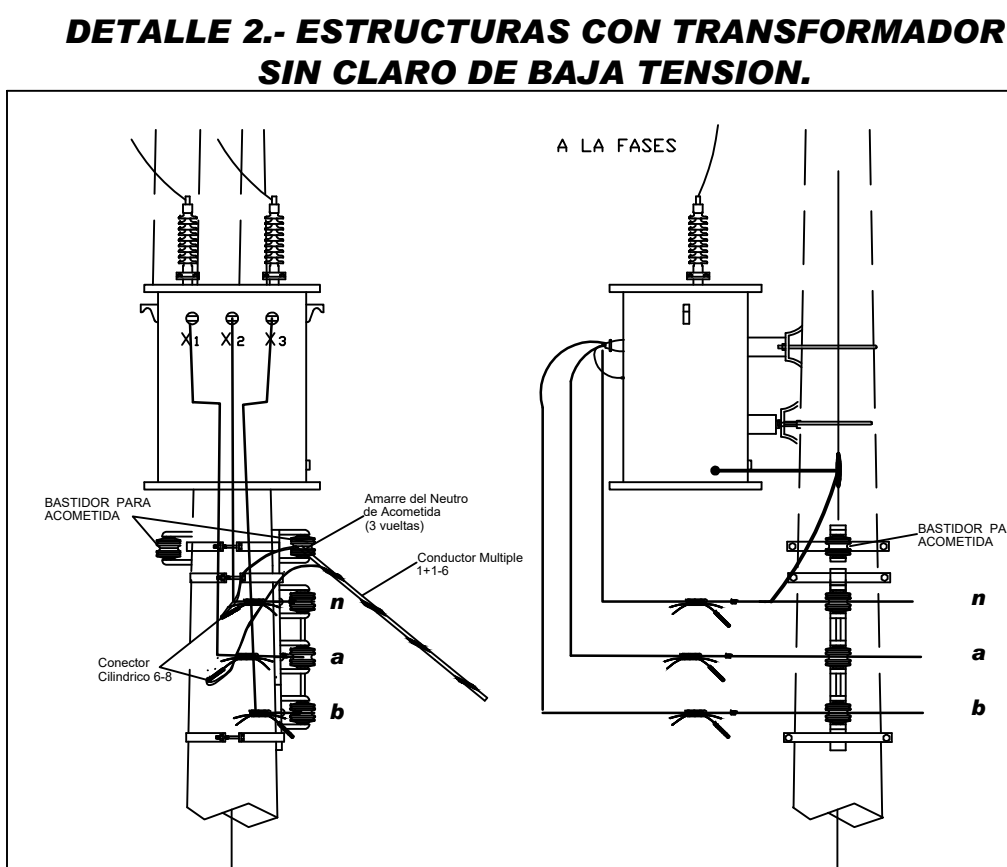 DETALLE 2.- ESTRUCTURAS CON TRANSFORMADOR
SIN CLARO DE BAJA TENSION.
A LA FASES
X1 X2 X3
BASTIDOR PARA
ACOMETIDA
Amarre del Neutro
de Acometida
(3 vueltas)
Conductor Multiple
1+1-6
n
a
b
Conector
Cilindrico 6-8
BASTIDOR PA
ACOMETIDA
n
a
b